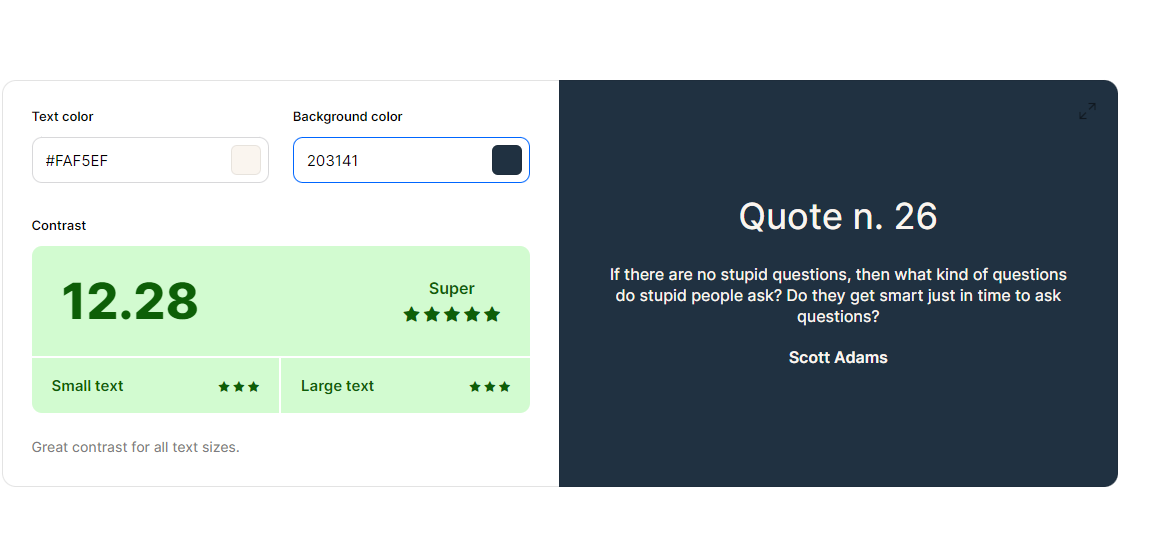 Text color
Background color
#FAF5EF
203141
Contrast
12.28
Super
Small text
Large text
Great contrast for all text sizes.
Quote n. 26
If there are no stupid questions, then what kind of questions
do stupid people ask? Do they get smart just in time to ask
questions?
Scott Adams